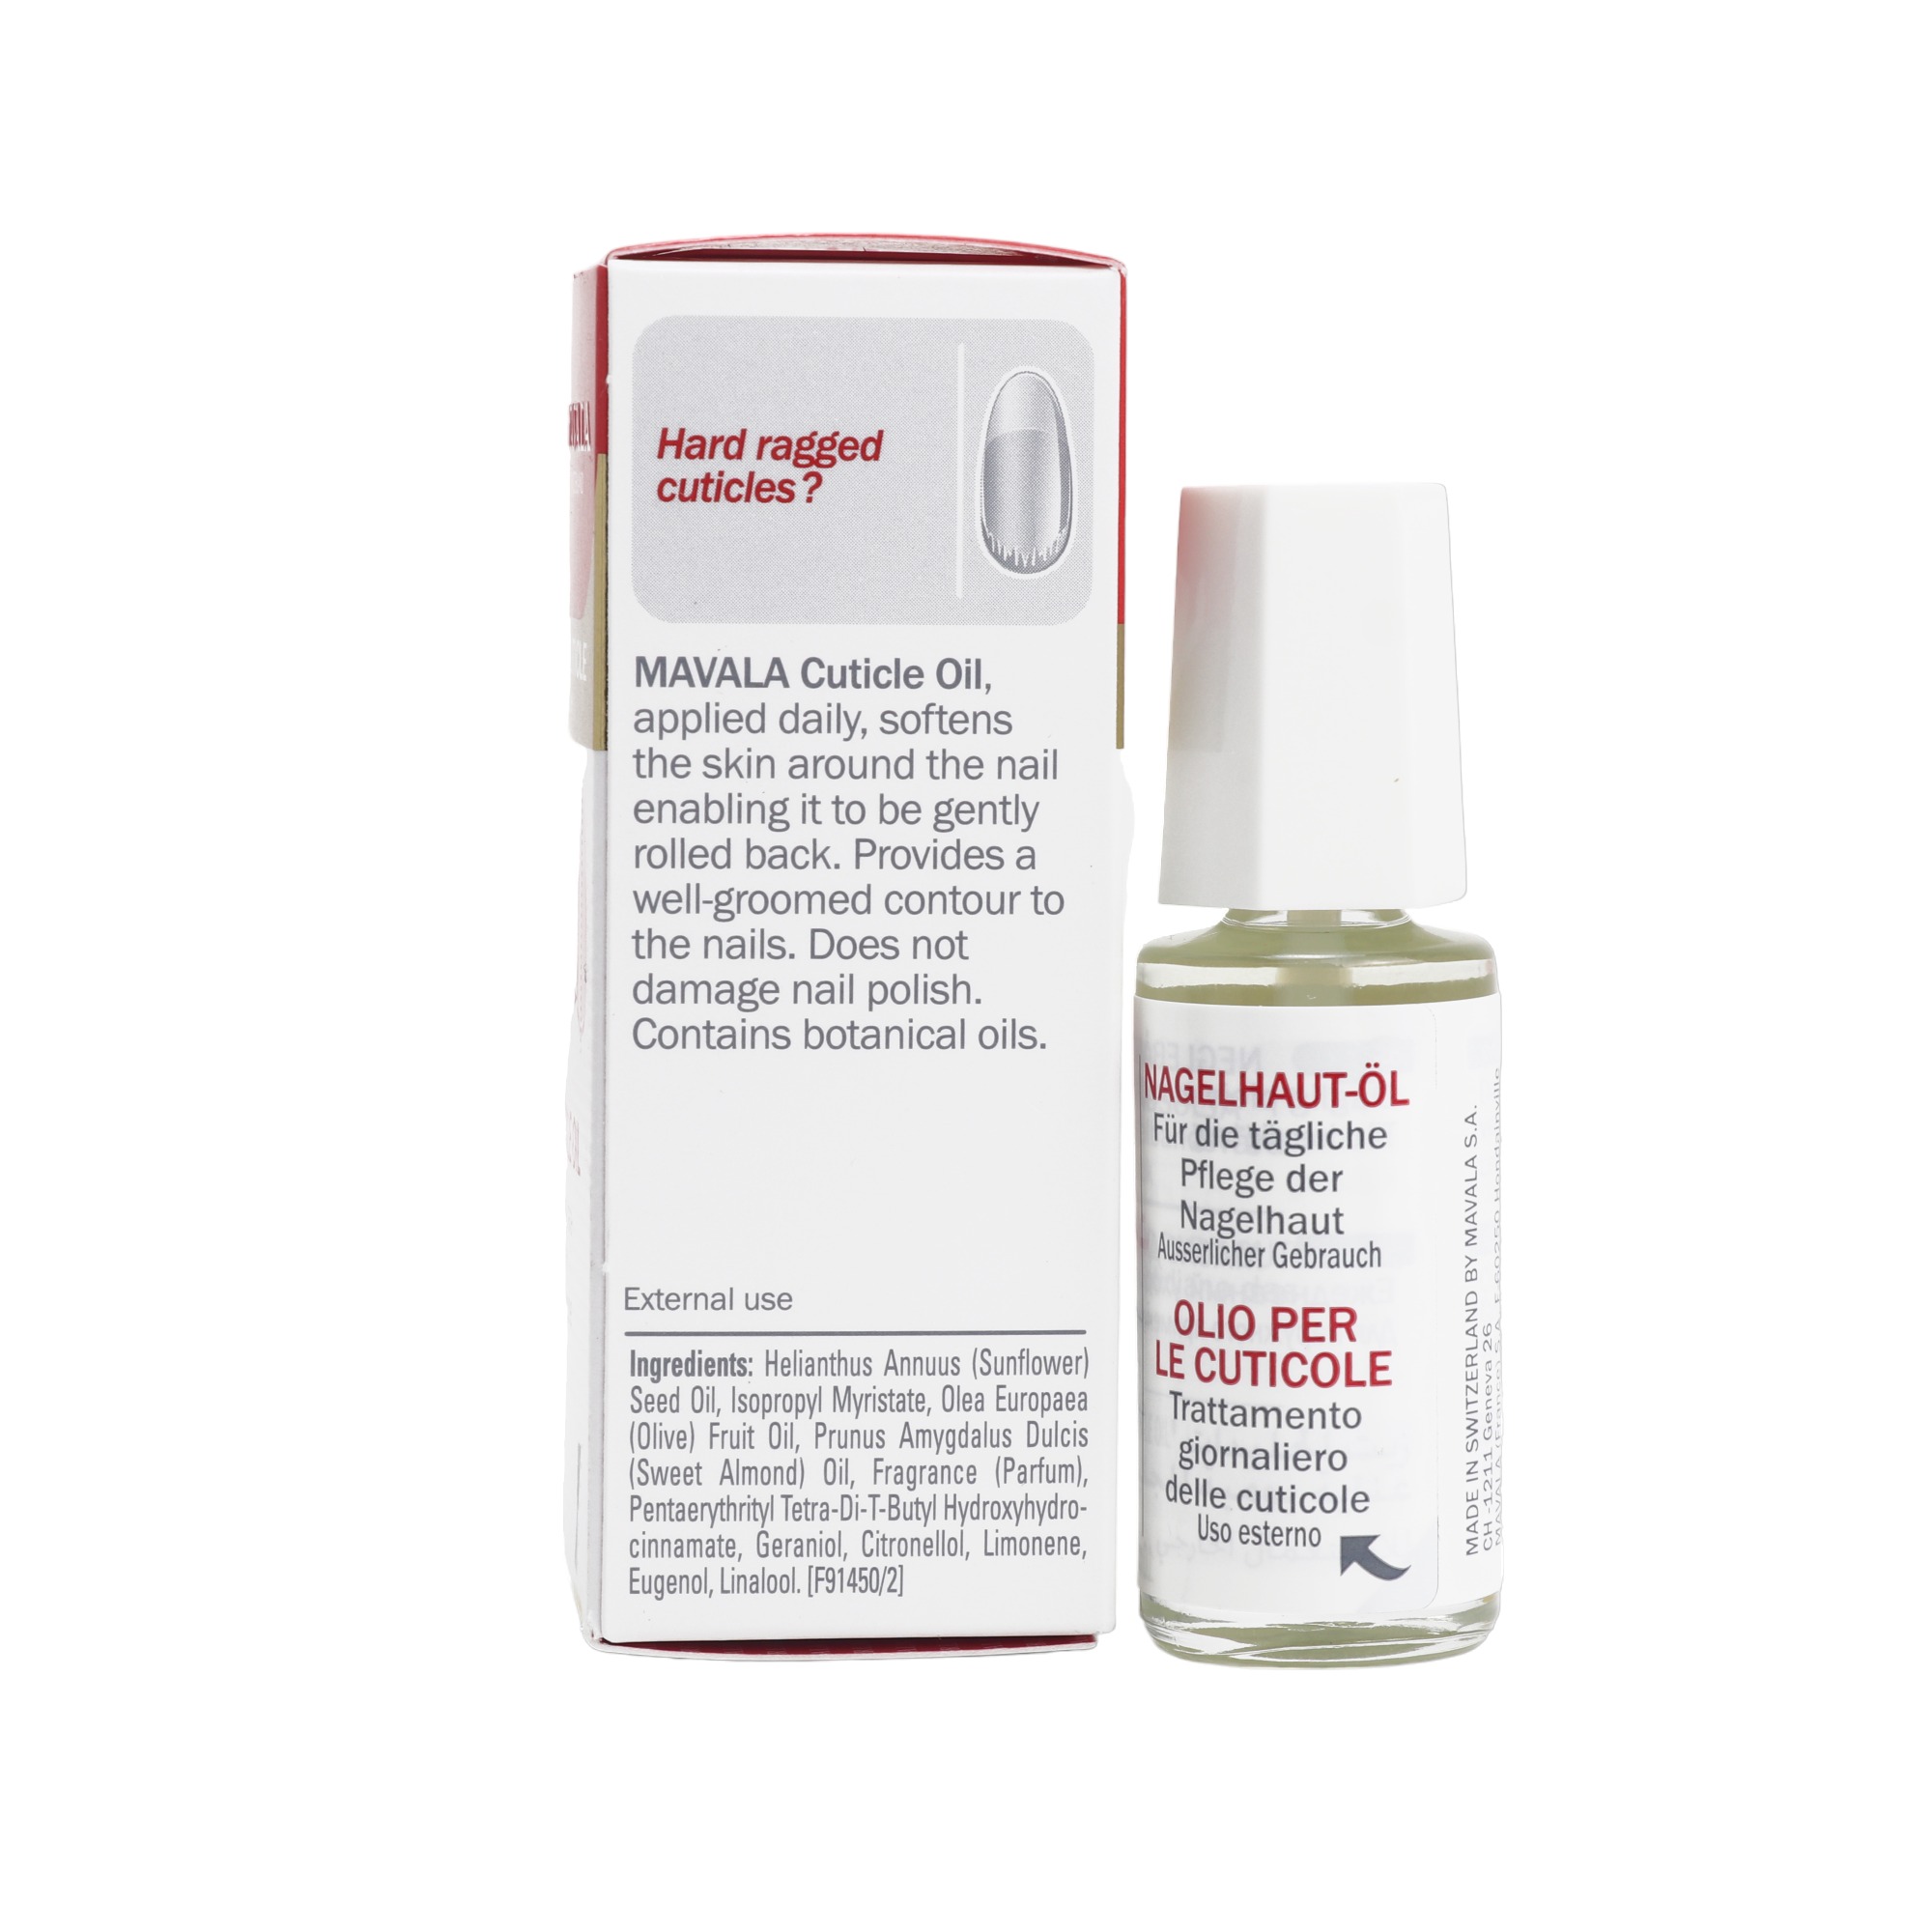 Hard ragged
cuticles?
MAVALA Cuticle Oil,
applied daily, softens
the skin around the nail
enabling it to be gently
rolled back. Provides a
well-groomed contour to
the nails. Does not
damage nail polish.
Contains botanical oils.
External use
Ingredients: Helianthus Annuus (Sunflower)
Seed Oil, Isopropyl Myristate, Olea Europaea
(Olive) Fruit Oil, Prunus Amygdalus Dulcis
(Sweet Almond) Oil, Fragrance (Parfum),
Pentaerythrityl Tetra-Di-T-Butyl Hydroxyhydro-
cinnamate, Geraniol, Citronellol, Limonene,
Eugenol, Linalool. [F91450/2]
NAGELHAUT-ÖL
Für die tägliche
Pflege der
Nagelhaut
Ausserlicher Gebrauch
OLIO PER
LE CUTICOLE
Trattamento
giornaliero
delle cuticole
Uso esterno
MADE IN SWITZERLAND BY MAVALA S.A.
CH -1211 Geneva 26
MAVALA (France) S.A. F-60250 Hondainville